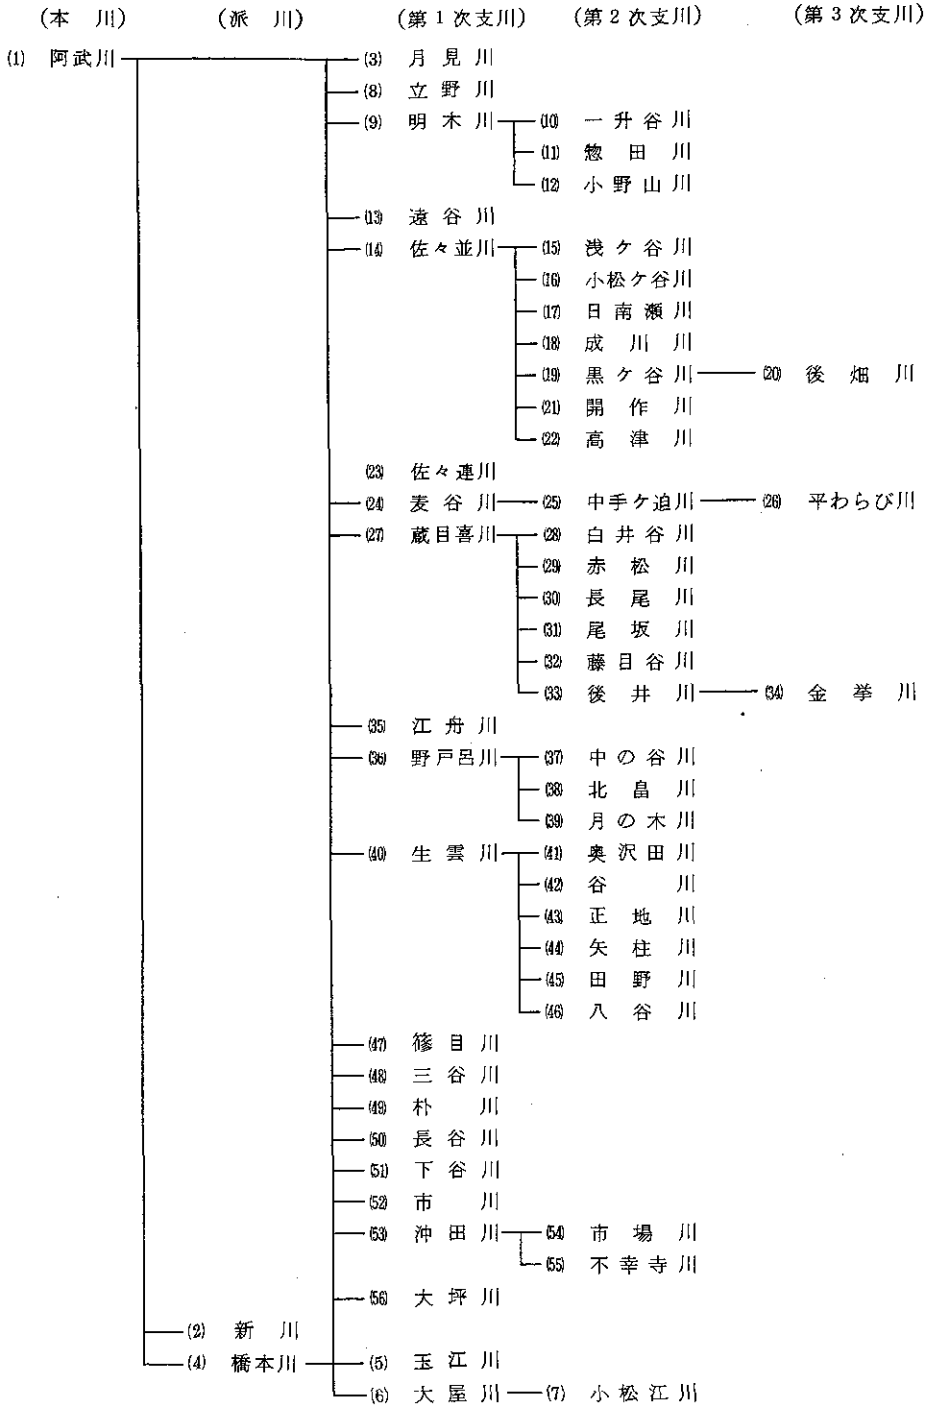 (本川) (派川) (第1次支川) (第2次支川) (第3次支川)
(1) 阿武川 (3) 月見川
(8) 立野川
(9) 明木川 (10) 一升谷川
(11) 惣田川
(12) 小野山川
(13) 遠谷川
(14) 佐々並川 (15) 浅ケ谷川
(16) 小松ケ谷川
(17) 日南瀬川
(18) 成川川
(19) 黒ケ谷川 (20) 後畑川
(21) 開作川
(22) 高津川
(23) 佐々連川
(24) 麦谷川 (25) 中手ケ迫川 (26) 平わらび川
(27) 蔵目喜川 (28) 白井谷川
(29) 赤松川
(30) 長尾川
(31) 尾坂川
(32) 藤目谷川
(33) 後井川 (34) 金挙川
(35) 江舟川
(36) 野戸呂川 (37) 中の谷川
(38) 北畠川
(39) 月の木川
(40) 生雲川 (41) 奥沢田川
(42) 谷川
(43) 正地川
(44) 矢柱川
(45) 田野川
(46) 八谷川
(47) 篠目川
(48) 三谷川
(49) 朴川
(50) 長谷川
(51) 下谷川
(52) 市川
(53) 沖田川 (54) 市場川
(55) 不幸寺川
(56) 大坪川
(2) 新川
(4) 橋本川 (5) 玉江川
(6) 大屋川 (7) 小松江川